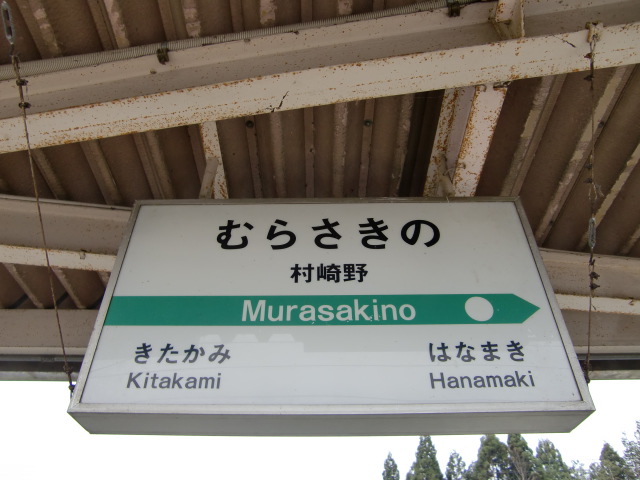 むらさきの
村崎野
Murasakino
きたかみ はなまき
Kitakami Hanamaki